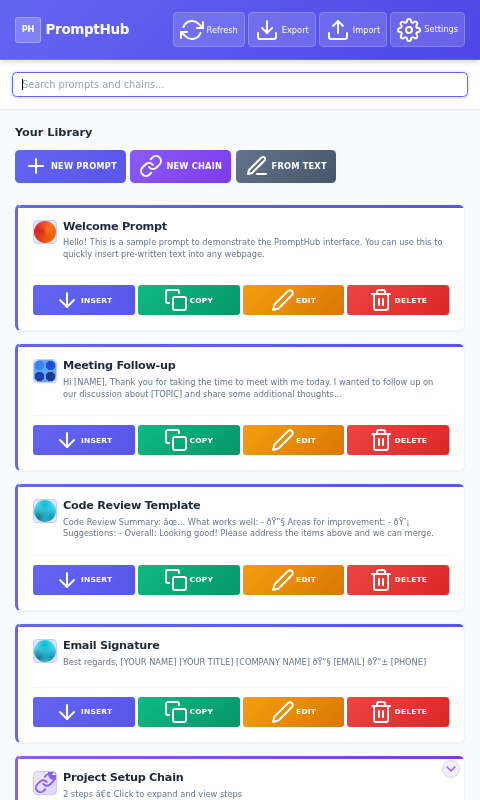 PH PromptHub Refresh Export Import Settings
Search prompts and chains...
Your Library
NEW PROMPT NEW CHAIN FROM TEXT
Welcome Prompt
Hello! This is a sample prompt to demonstrate the PromptHub interface. You can use this to
quickly insert pre-written text into any webpage.
INSERT COPY EDIT DELETE
Meeting Follow-up
Hi [NAME], Thank you for taking the time to meet with me today. I wanted to follow up on
our discussion about [TOPIC] and share some additional thoughts...
INSERT COPY EDIT DELETE
Code Review Template
Code Review Summary: âœ… What works well: - ðŸ”§ Areas for improvement: - ðŸ’¡
Suggestions: - Overall: Looking good! Please address the items above and we can merge.
INSERT COPY EDIT DELETE
Email Signature
Best regards, [YOUR NAME] [YOUR TITLE] [COMPANY NAME] ðŸ“§ [EMAIL] ðŸ“± [PHONE]
INSERT COPY EDIT DELETE
Project Setup Chain
2 steps â€¢ Click to expand and view steps